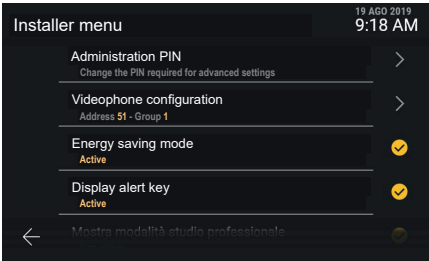 19 AGO 2019
Installer menu
9:18 AM
Administration PIN
Change the PIN required for advanced settings
Videophone configuration
Address 51 - Group 1
Energy saving mode
Active
Display alert key
Active
Mostra modalità studio professionale